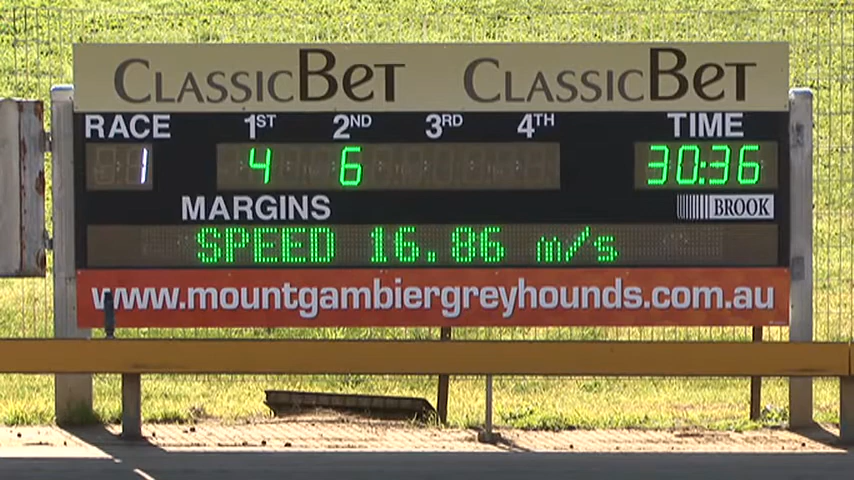 CLASSICBET CLASSICBET
RACE 1ST 2ND 3RD 4TH TIME
1 4 6 30:36
MARGINS BROOK
SPEED 16.86 m/s
www.mountgambiergreyhounds.com.au